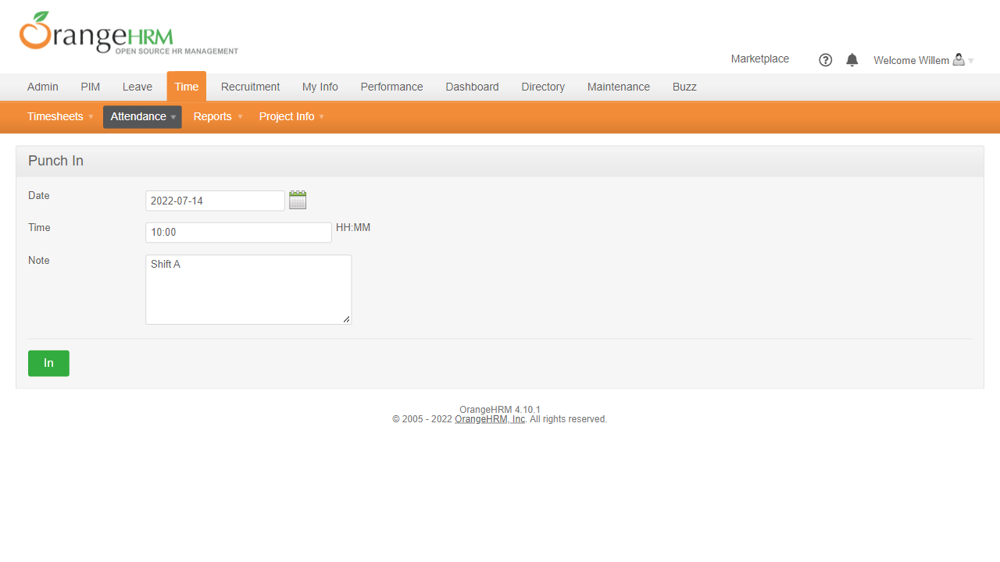 OrangeHRM
OPEN SOURCE HR MANAGEMENT
Marketplace
Welcome Willem
Admin PIM Leave Time Recruitment My Info Performance Dashboard Directory Maintenance Buzz
Timesheets Attendance Reports Project Info
Punch In
Date 2022-07-14
Time 10:00 HH:MM
Note Shift A
In
OrangeHRM 4.10.1
© 2005 - 2022 OrangeHRM, Inc. All rights reserved.